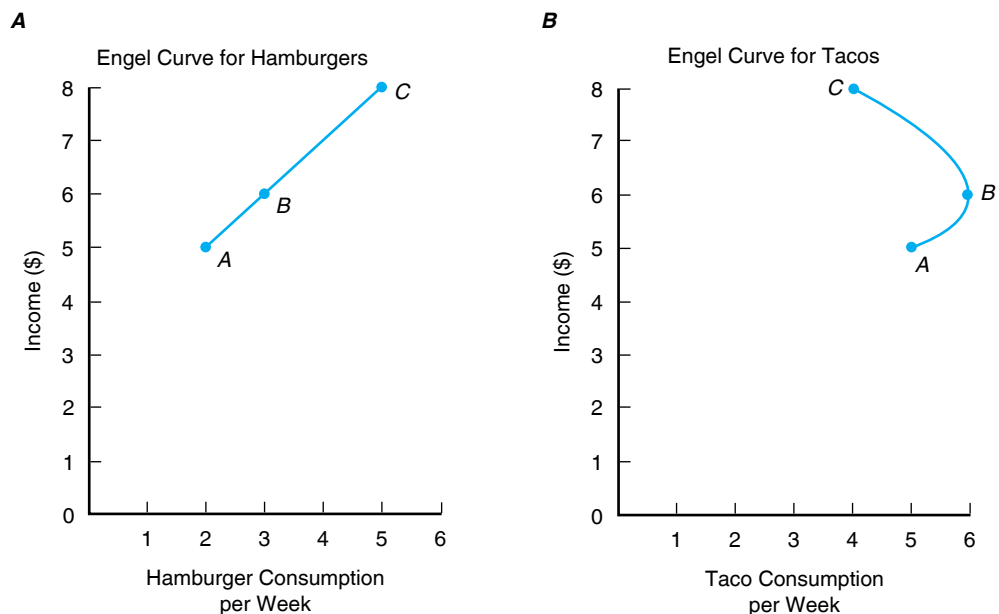 A
Engel Curve for Hamburgers
Income ($)
8
7
6
5
4
3
2
1
0
C
B
A
1 2 3 4 5 6
Hamburger Consumption
per Week
B
Engel Curve for Tacos
Income ($)
8
7
6
5
4
3
2
1
0
C
B
A
1 2 3 4 5 6
Taco Consumption
per Week